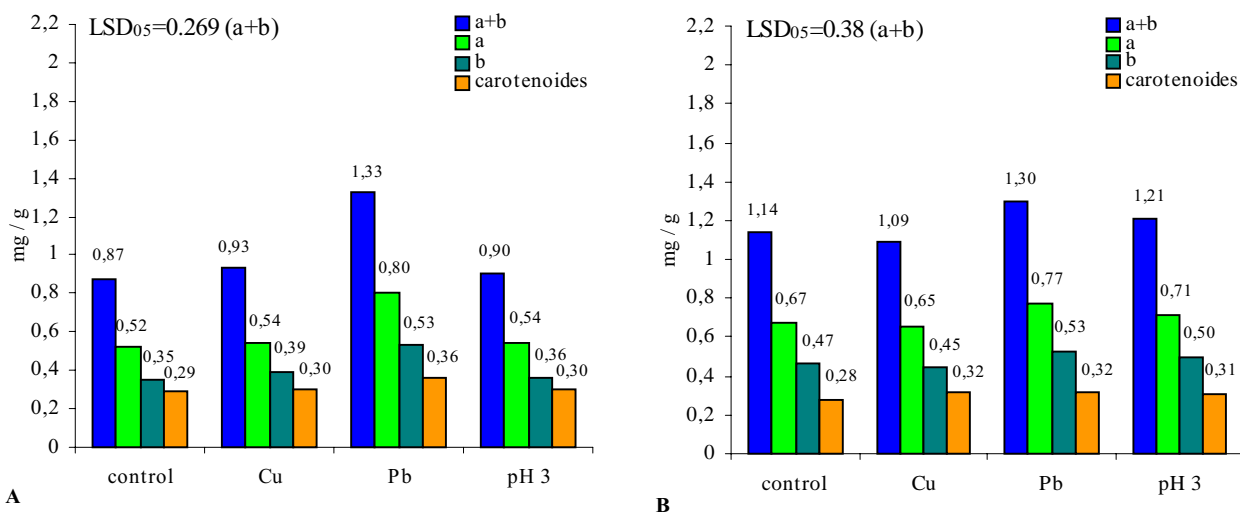 LSD05=0.269 (a+b)
a+b
a
b
carotenoides
mg / g
2,2
2
1,8
1,6
1,4
1,2
1
0,8
0,6
0,4
0,2
0
0,87 0,52 0,35 0,29
0,93 0,54 0,39 0,30
1,33 0,80 0,53 0,36
0,90 0,54 0,36 0,30
control Cu Pb pH 3
A
LSD05=0.38 (a+b)
a+b
a
b
carotenoides
mg / g
2,2
2
1,8
1,6
1,4
1,2
1
0,8
0,6
0,4
0,2
0
1,14 0,67 0,47 0,28
1,09 0,65 0,45 0,32
1,30 0,77 0,53 0,32
1,21 0,71 0,50 0,31
control Cu Pb pH 3
B